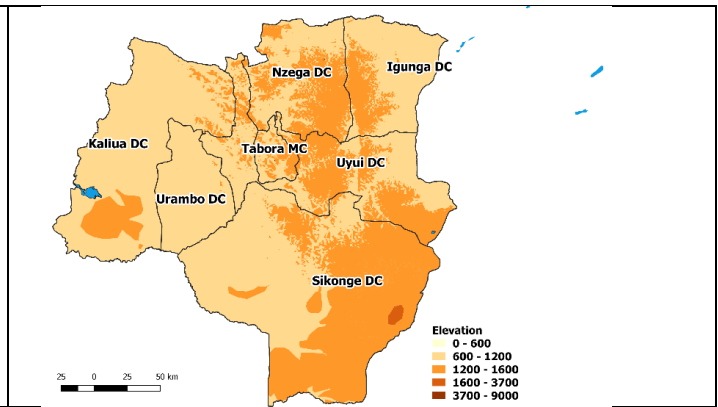 Nzega DC
Igunga DC
Kaliua DC
Tabora MC
Uyui DC
Urambo DC
Sikonge DC
Elevation
0 - 600
600 - 1200
1200 - 1600
1600 - 3700
3700 - 9000
25 0 25 50 km